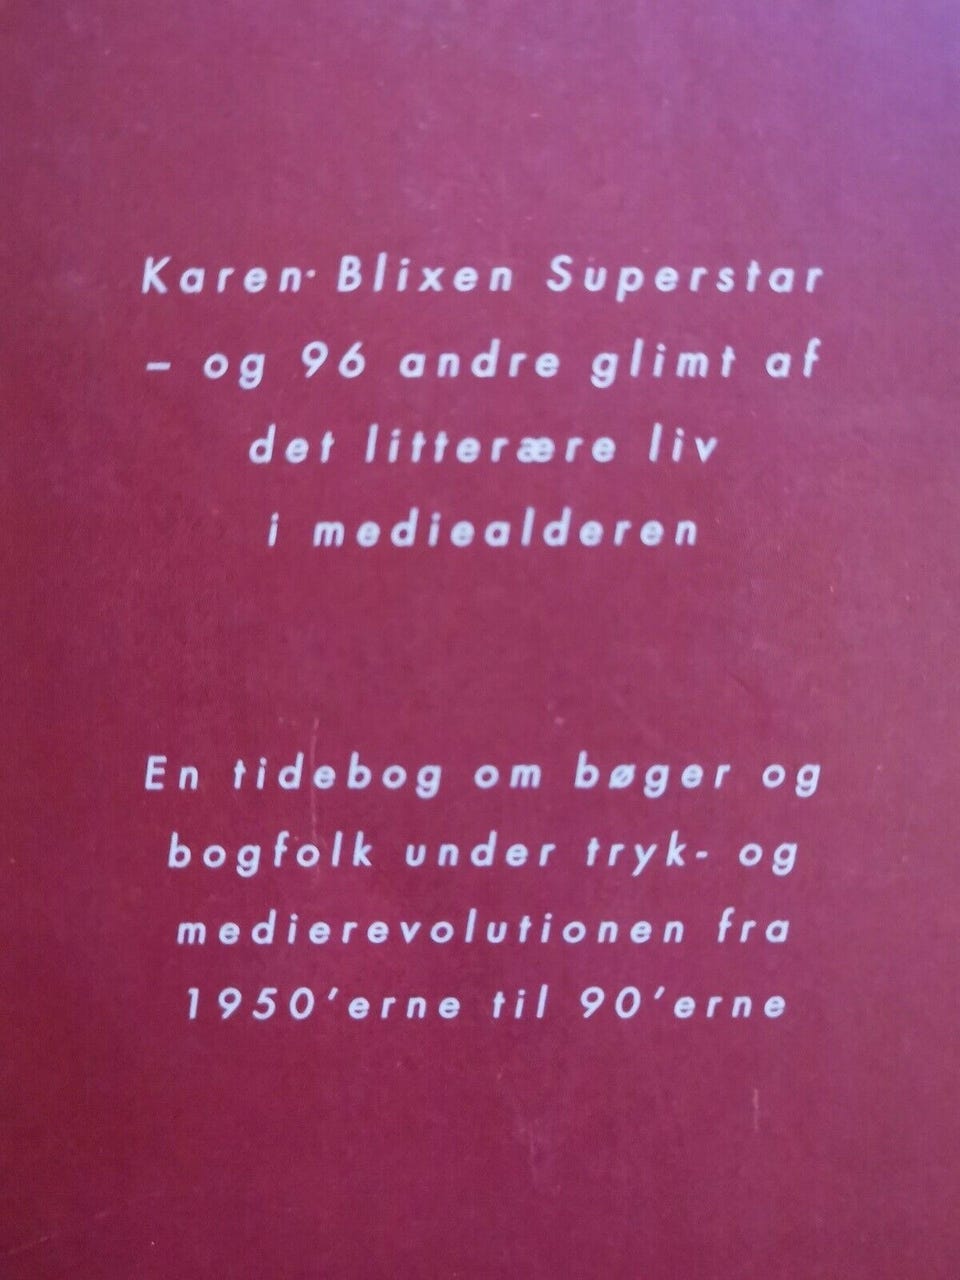 Karen Blixen Superstar
– og 96 andre glimt af
det litterære liv
i mediealderen
En tidebog om bøger og
bogfolk under tryk- og
medierevolutionen fra
1950'erne til 90'erne